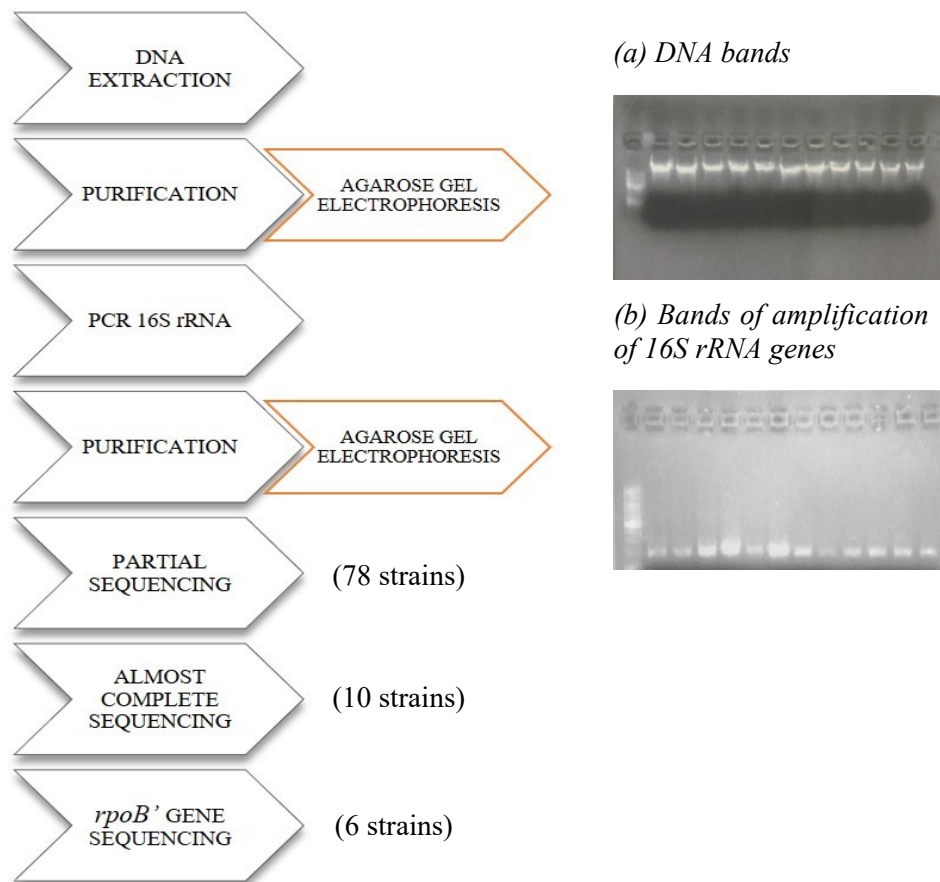 DNA
EXTRACTION
PURIFICATION
AGAROSE GEL
ELECTROPHORESIS
PCR 16S rRNA
PURIFICATION
AGAROSE GEL
ELECTROPHORESIS
PARTIAL
SEQUENCING
(78 strains)
ALMOST
COMPLETE
SEQUENCING
(10 strains)
rpoB’ GENE
SEQUENCING
(6 strains)
(a) DNA bands
(b) Bands of amplification
of 16S rRNA genes